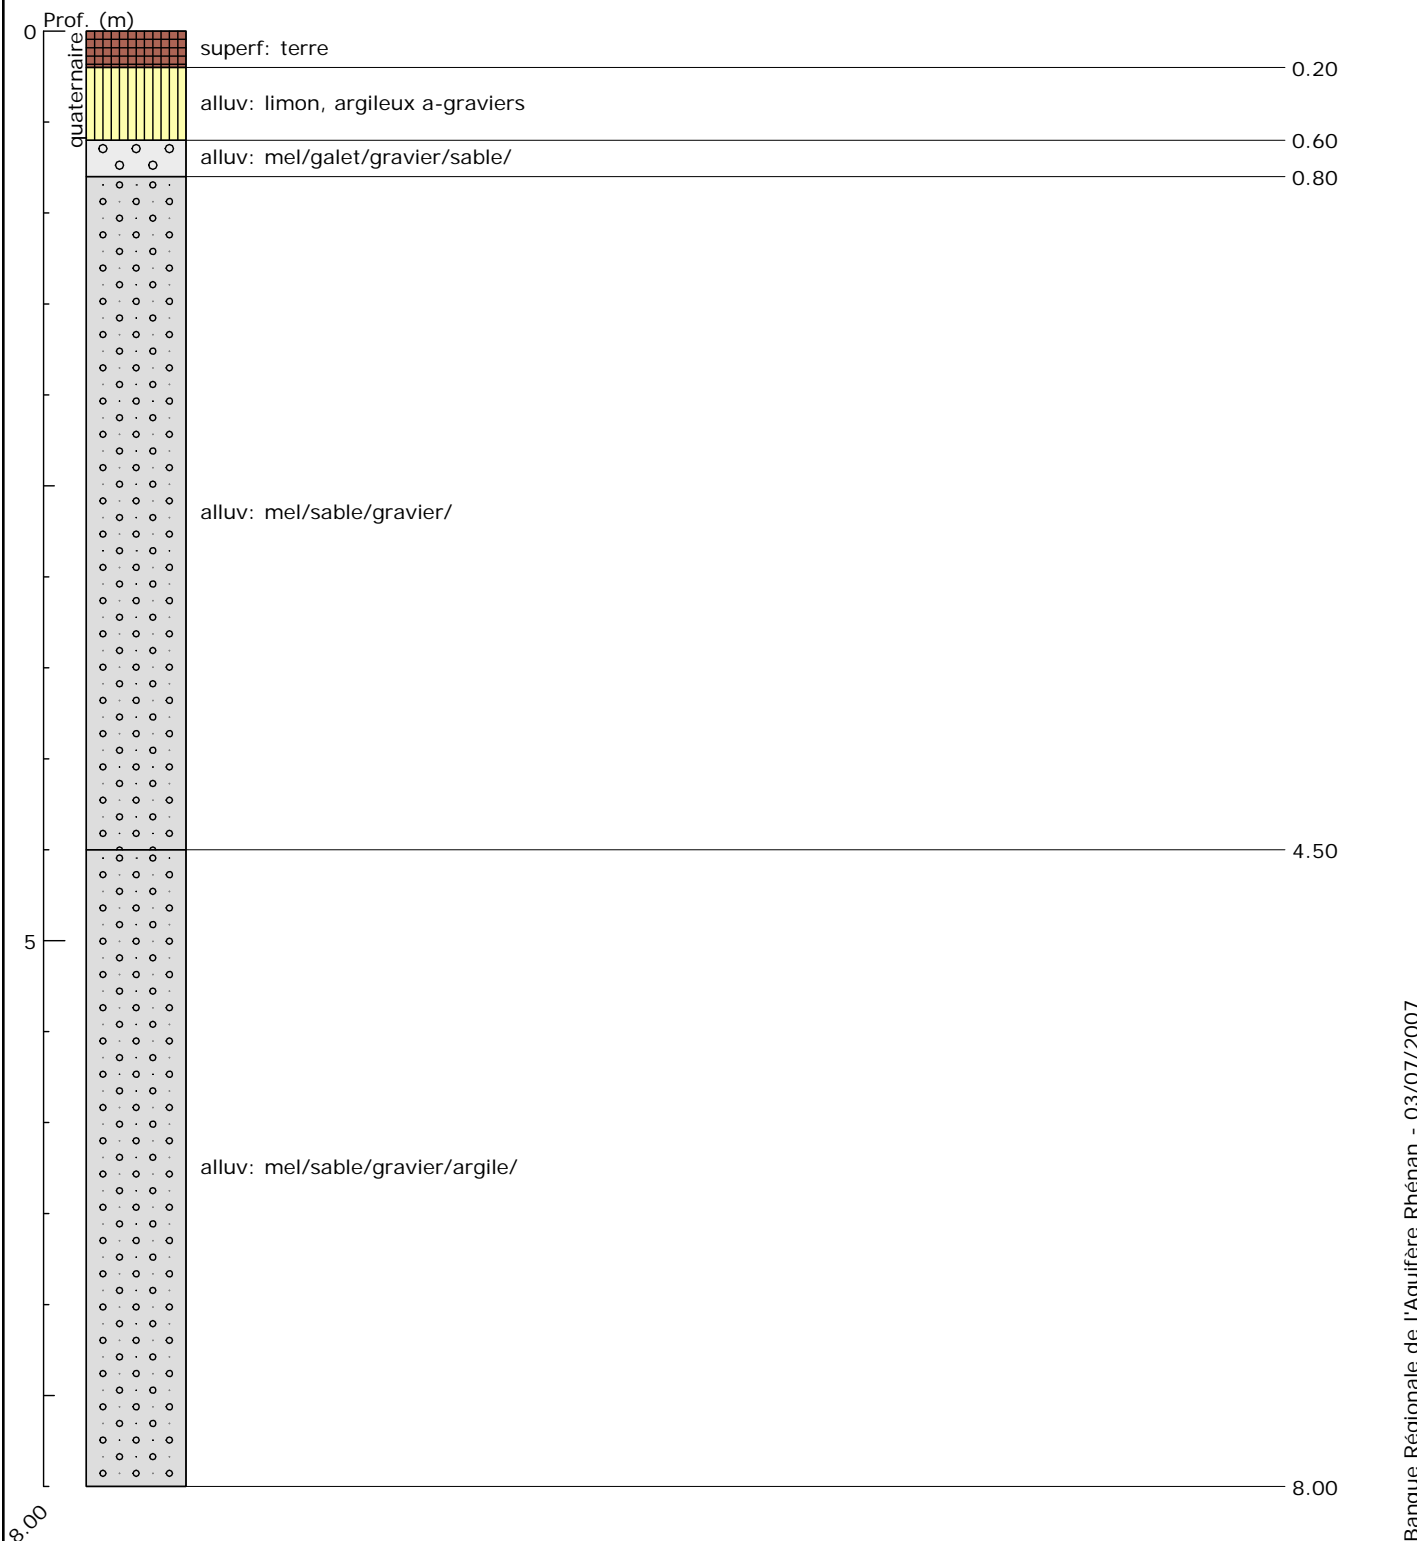 Prof. (m)
0
quaternaire
superf: terre
0.20
alluv: limon, argileux a-graviers
0.60
alluv: mel/galet/gravier/sable/
0.80
alluv: mel/sable/gravier/
4.50
5
alluv: mel/sable/gravier/argile/
8.00
8.00
Banque Régionale de l'Aquifère Rhénan - 03/07/2007